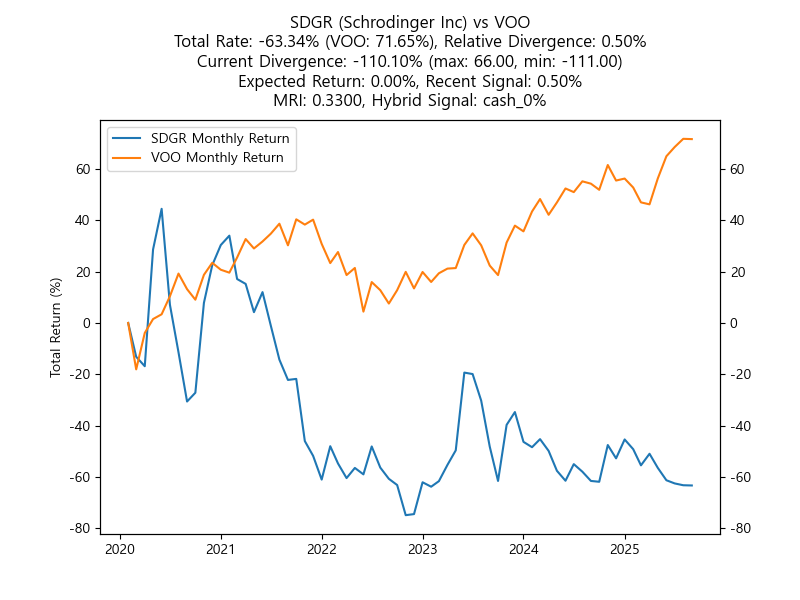 SDGR (Schrodinger Inc) vs VOO
Total Rate: -63.34% (VOO: 71.65%), Relative Divergence: 0.50%
Current Divergence: -110.10% (max: 66.00, min: -111.00)
Expected Return: 0.00%, Recent Signal: 0.50%
MRI: 0.3300, Hybrid Signal: cash_0%
SDGR Monthly Return
VOO Monthly Return
Total Return (%)
60
40
20
0
-20
-40
-60
-80
60
40
20
0
-20
-40
-60
-80
2020
2021
2022
2023
2024
2025